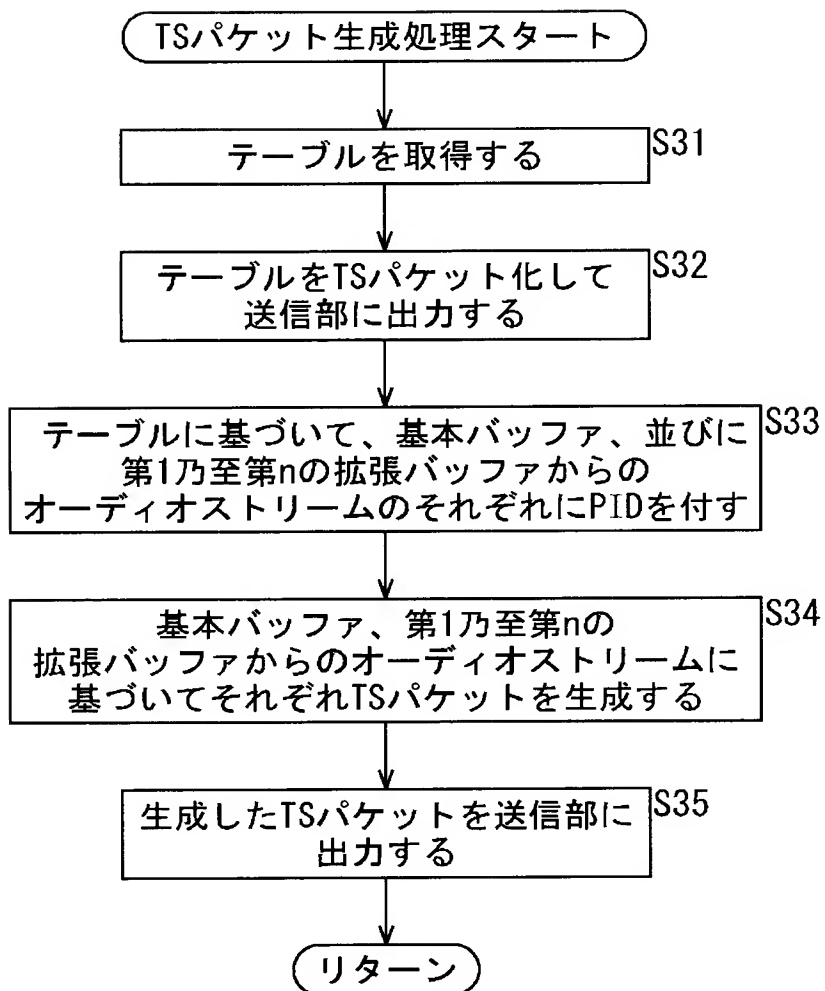 TSパケット生成処理スタート
テーブルを取得する
S31
テーブルをTSパケット化して
送信部に出力する
S32
テーブルに基づいて、基本バッファ、並びに
第1乃至第nの拡張バッファからの
オーディオストリームのそれぞれにPIDを付す
S33
基本バッファ、第1乃至第nの
拡張バッファからのオーディオストリームに
基づいてそれぞれTSパケットを生成する
S34
生成したTSパケットを送信部に
出力する
S35
リターン